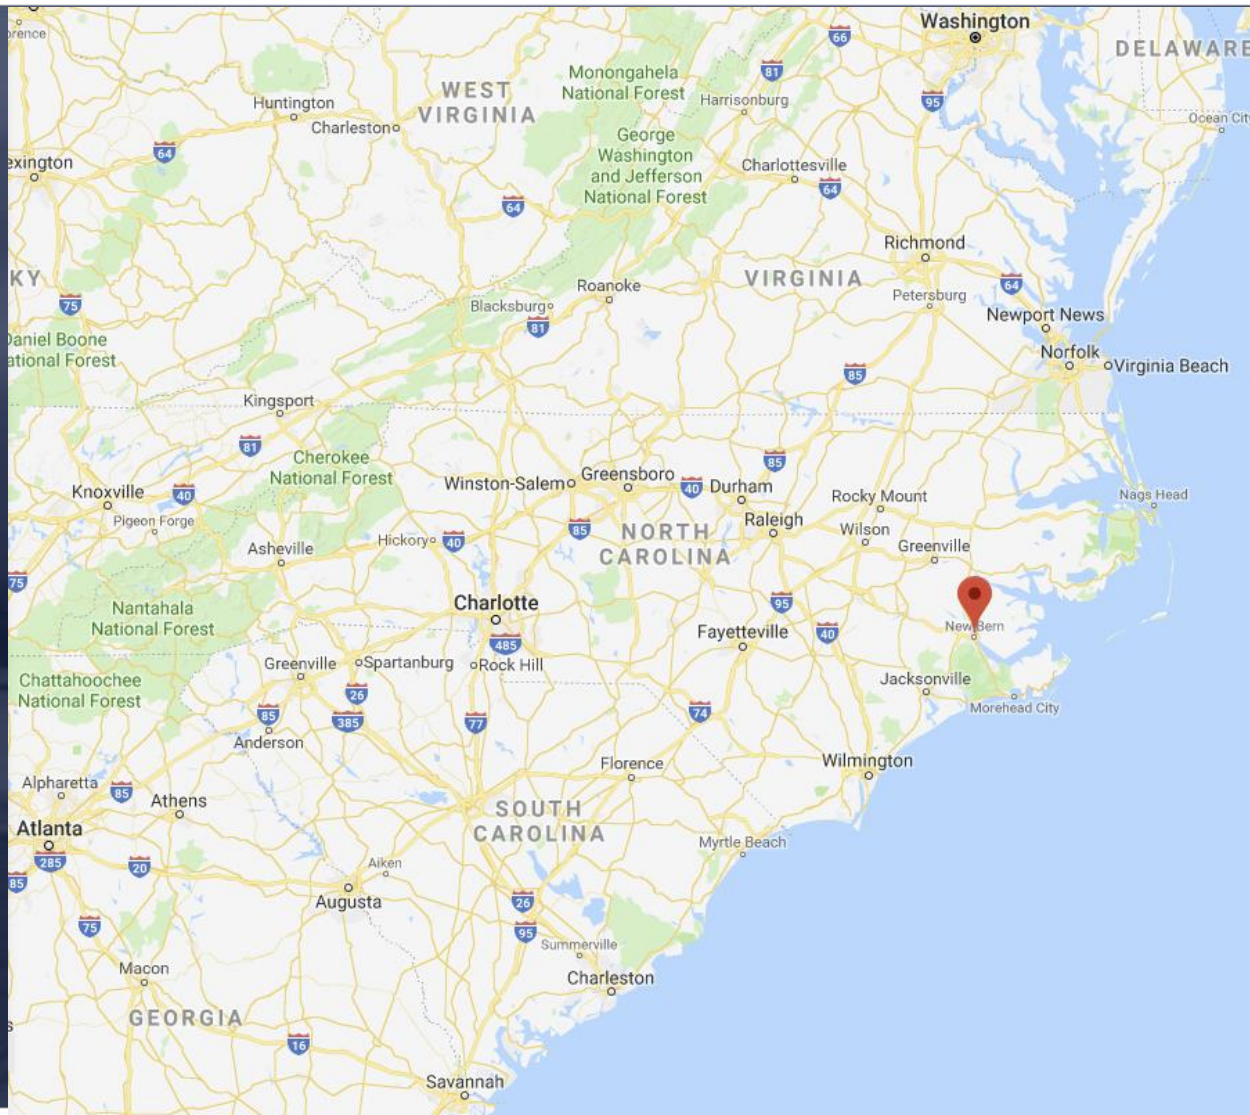 Washington
DELAWARE
66
81
Monongahela
National Forest
WEST
VIRGINIA
Huntington
Charleston
Harrisonburg
95
Ocean City
George
Washington
and Jefferson
National Forest
64
exington
Charlottesville
64
64
Richmond
KY
75
Roanoke
VIRGINIA
64
Blacksburg
Petersburg
81
Newport News
Daniel Boone
ational Forest
Norfolk
Virginia Beach
85
Kingsport
81
Cherokee
National Forest
85
Knoxville
40
Winston-Salem
Greensboro
40
Durham
Rocky Mount
Nags Head
Pigeon Forge
Raleigh
85
NORTH
CAROLINA
Wilson
Asheville
Hickory
40
Greenville
75
Nantahala
National Forest
Charlotte
95
485
Fayetteville
40
New Bern
Greenville
Spartanburg
Rock Hill
Chattahoochee
National Forest
26
Jacksonville
Morehead City
85
385
77
74
Anderson
Florence
Wilmington
Alpharetta
85
Athens
SOUTH
CAROLINA
Atlanta
285
20
Myrtle Beach
85
Aiken
Augusta
26
75
95
Summerville
Macon
Charleston
GEORGIA
16
Savannah